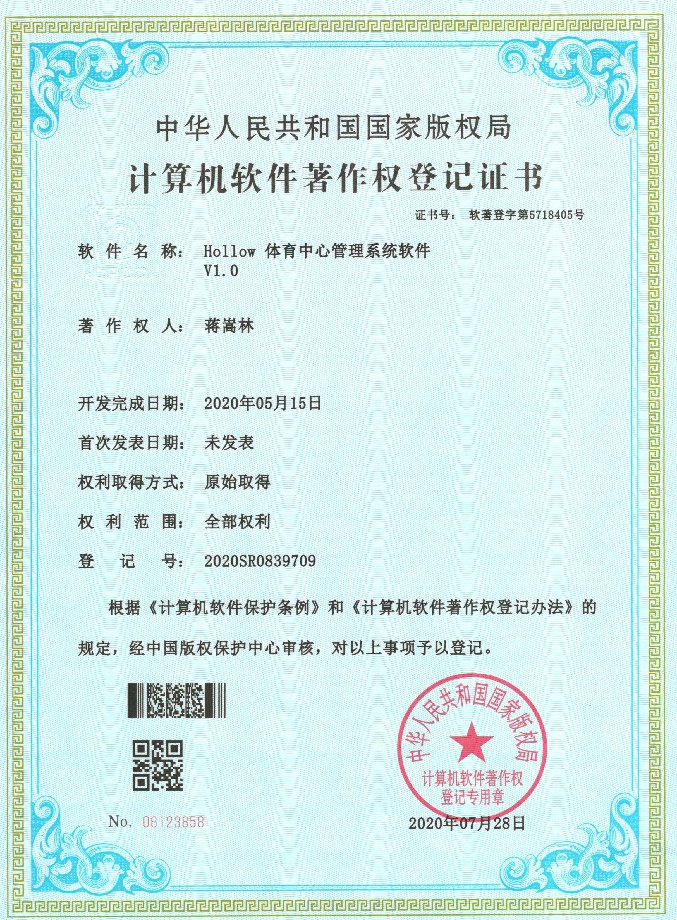 中华人民共和国国家版权局
计算机软件著作权登记证书
证书号： 软著登字第5718405号
软件名称： Hollow 体育中心管理系统软件
V1.0
著作权人： 蒋嵩林
开发完成日期： 2020年05月15日
首次发表日期： 未发表
权利取得方式： 原始取得
权利范围： 全部权利
登记号： 2020SR0839709
根据《计算机软件保护条例》和《计算机软件著作权登记办法》的
规定，经中国版权保护中心审核，对以上事项予以登记。
中华人民共和国国家版权局
计算机软件著作权
登记专用章
No. 06123858
2020年07月28日